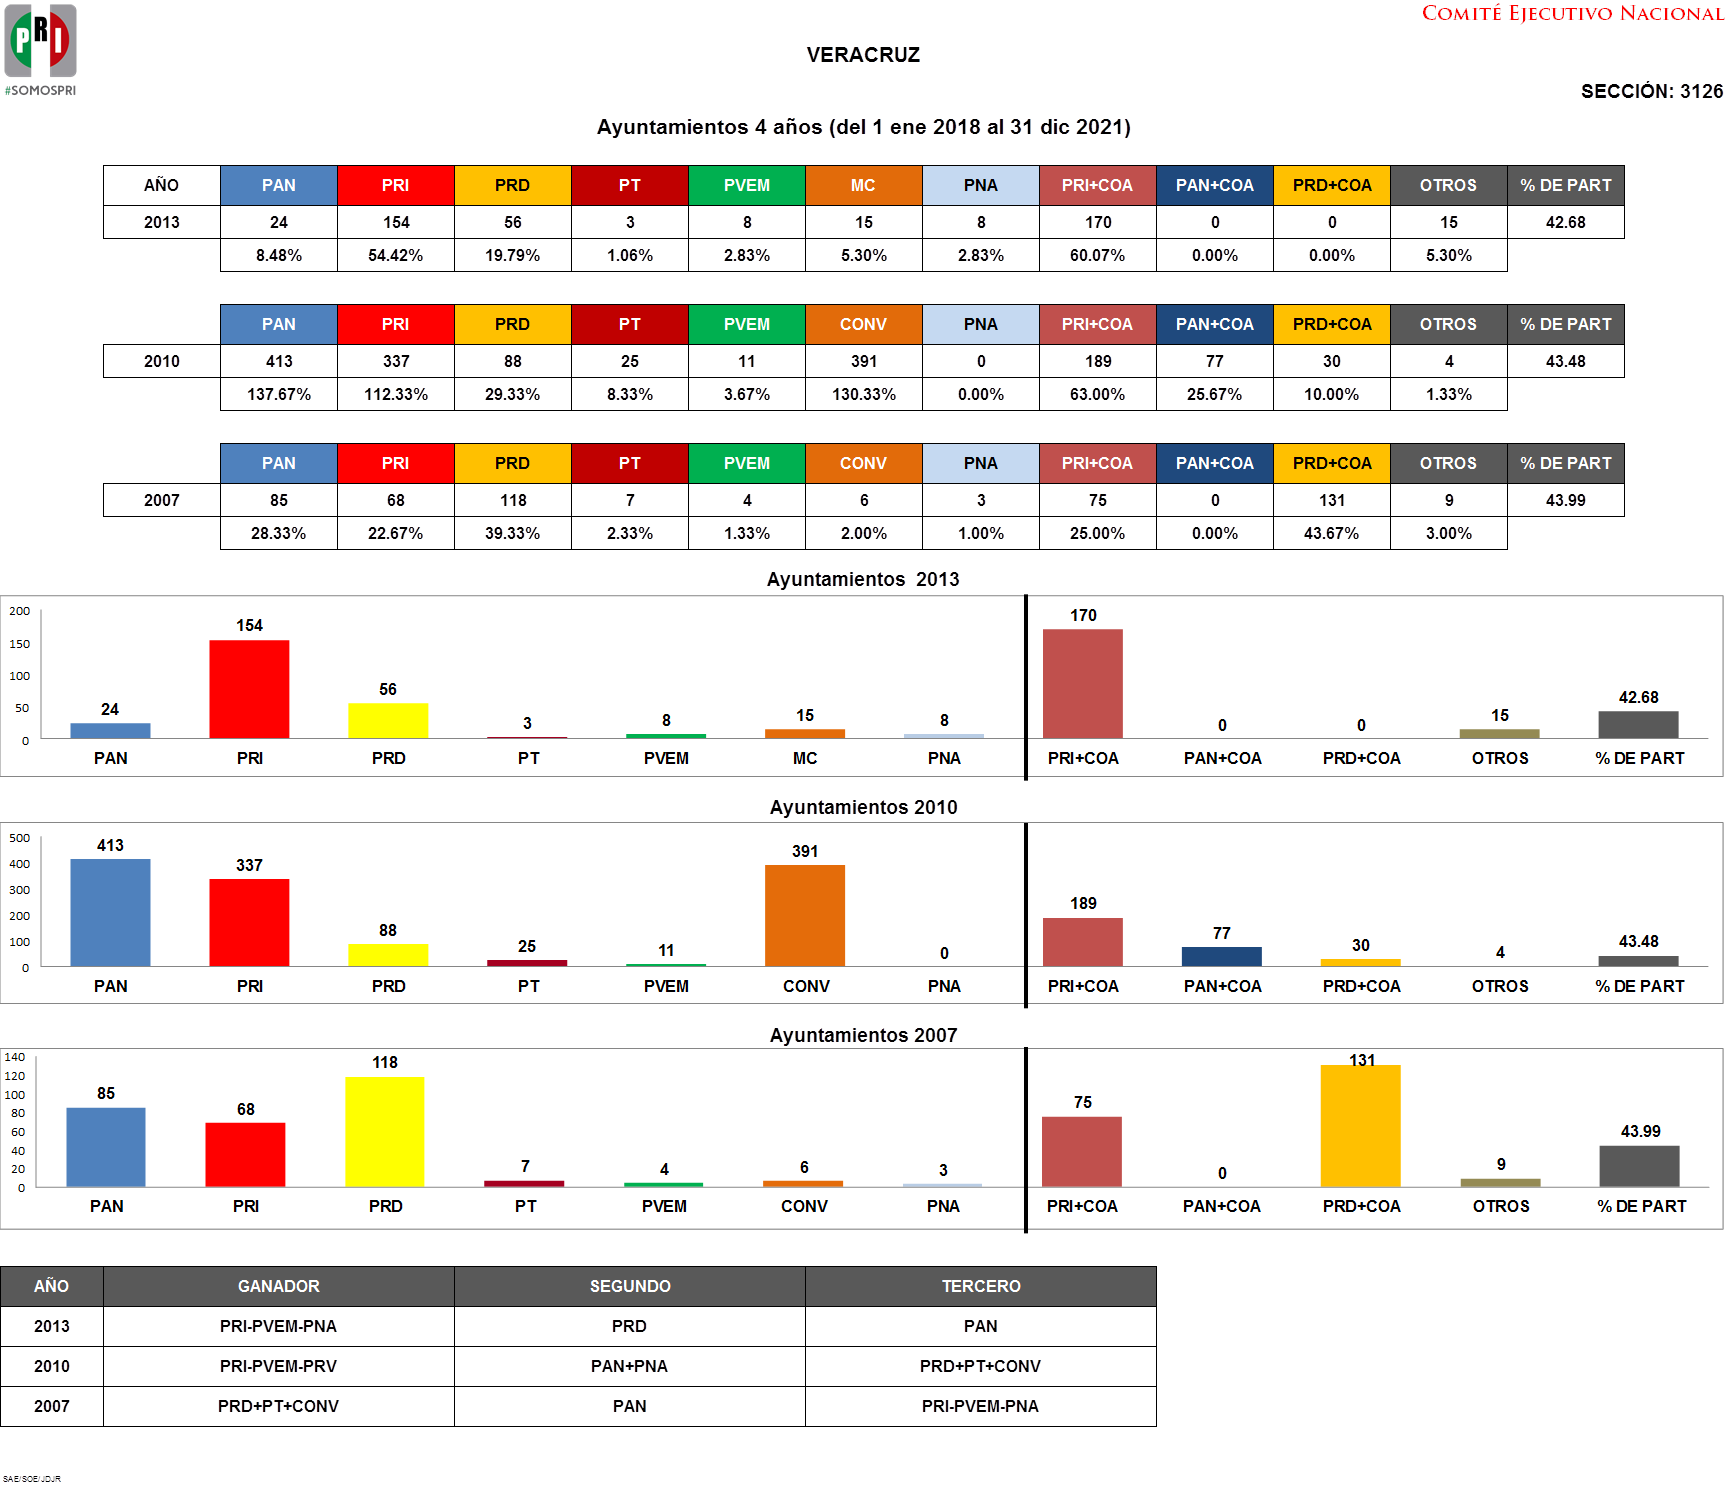 PRI
#SOMOSPRI
COMITÉ EJECUTIVO NACIONAL
VERACRUZ
SECCIÓN: 3126
Ayuntamientos 4 años (del 1 ene 2018 al 31 dic 2021)
AÑO PAN PRI PRD PT PVEM MC PNA PRI+COA PAN+COA PRD+COA OTROS % DE PART
2013 24 154 56 3 8 15 8 170 0 0 15 42.68
8.48% 54.42% 19.79% 1.06% 2.83% 5.30% 2.83% 60.07% 0.00% 0.00% 5.30%
PAN PRI PRD PT PVEM CONV PNA PRI+COA PAN+COA PRD+COA OTROS % DE PART
2010 413 337 88 25 11 391 0 189 77 30 4 43.48
137.67% 112.33% 29.33% 8.33% 3.67% 130.33% 0.00% 63.00% 25.67% 10.00% 1.33%
PAN PRI PRD PT PVEM CONV PNA PRI+COA PAN+COA PRD+COA OTROS % DE PART
2007 85 68 118 7 4 6 3 75 0 131 9 43.99
28.33% 22.67% 39.33% 2.33% 1.33% 2.00% 1.00% 25.00% 0.00% 43.67% 3.00%
Ayuntamientos 2013
200
150
100
50
0
24 154 56 3 8 15 8 170 0 0 15 42.68
PAN PRI PRD PT PVEM MC PNA PRI+COA PAN+COA PRD+COA OTROS % DE PART
Ayuntamientos 2010
500
400
300
200
100
0
413 337 88 25 11 391 0 189 77 30 4 43.48
PAN PRI PRD PT PVEM CONV PNA PRI+COA PAN+COA PRD+COA OTROS % DE PART
Ayuntamientos 2007
140
120
100
80
60
40
20
0
85 68 118 7 4 6 3 75 0 131 9 43.99
PAN PRI PRD PT PVEM CONV PNA PRI+COA PAN+COA PRD+COA OTROS % DE PART
AÑO GANADOR SEGUNDO TERCERO
2013 PRI-PVEM-PNA PRD PAN
2010 PRI-PVEM-PRV PAN+PNA PRD+PT+CONV
2007 PRD+PT+CONV PAN PRI-PVEM-PNA
SAE/SOE/JDJR